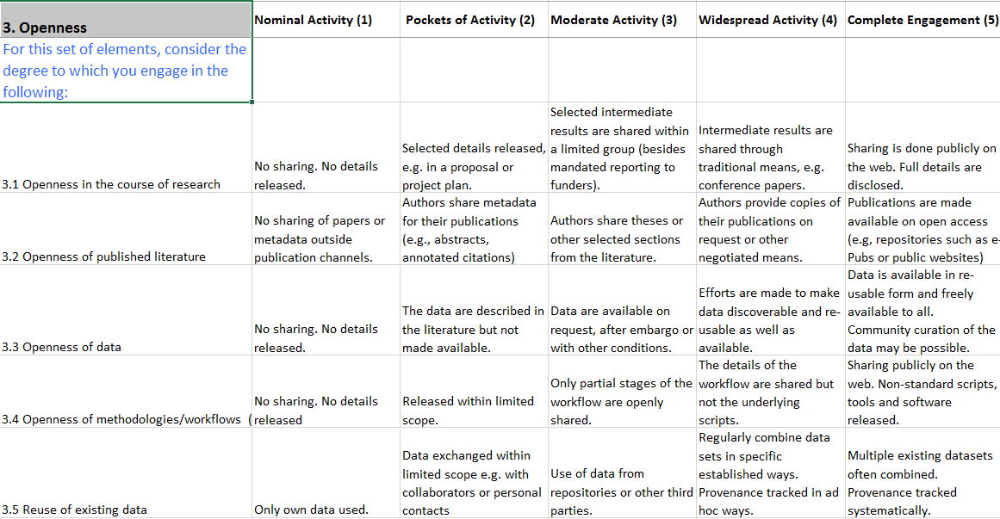 3. Openness
Nominal Activity (1)
Pockets of Activity (2)
Moderate Activity (3)
Widespread Activity (4)
Complete Engagement (5)
For this set of elements, consider the
degree to which you engage in the
following:
3.1 Openness in the course of research
No sharing. No details
released.
Selected details released,
e.g. in a proposal or
project plan.
Selected intermediate
results are shared within
a limited group (besides
mandated reporting to
funders).
Intermediate results are
shared through
traditional means, e.g.
conference papers.
Sharing is done publicly on
the web. Full details are
disclosed.
3.2 Openness of published literature
No sharing of papers or
metadata outside
publication channels.
Authors share metadata
for their publications
(e.g., abstracts,
annotated citations)
Authors share theses or
other selected sections
from the literature.
Authors provide copies of
their publications on
request or other
negotiated means.
Publications are made
available on open access
(e.g, repositories such as e-
Pubs or public websites)
3.3 Openness of data
No sharing. No details
released.
The data are described in
the literature but not
made available.
Data are available on
request, after embargo or
with other conditions.
Efforts are made to make
data discoverable and re-
usable as well as
available.
Data is available in re-
usable form and freely
available to all.
Community curation of the
data may be possible.
3.4 Openness of methodologies/workflows (
No sharing. No details
released
Released within limited
scope.
Only partial stages of the
workflow are openly
shared.
The details of the
workflow are shared but
not the underlying
scripts.
Sharing publicly on the
web. Non-standard scripts,
tools and software
released.
3.5 Reuse of existing data
Only own data used.
Data exchanged within
limited scope e.g. with
collaborators or personal
contacts
Use of data from
repositories or other third
parties.
Regularly combine data
sets in specific
established ways.
Provenance tracked in ad
hoc ways.
Multiple existing datasets
often combined.
Provenance tracked
systematically.